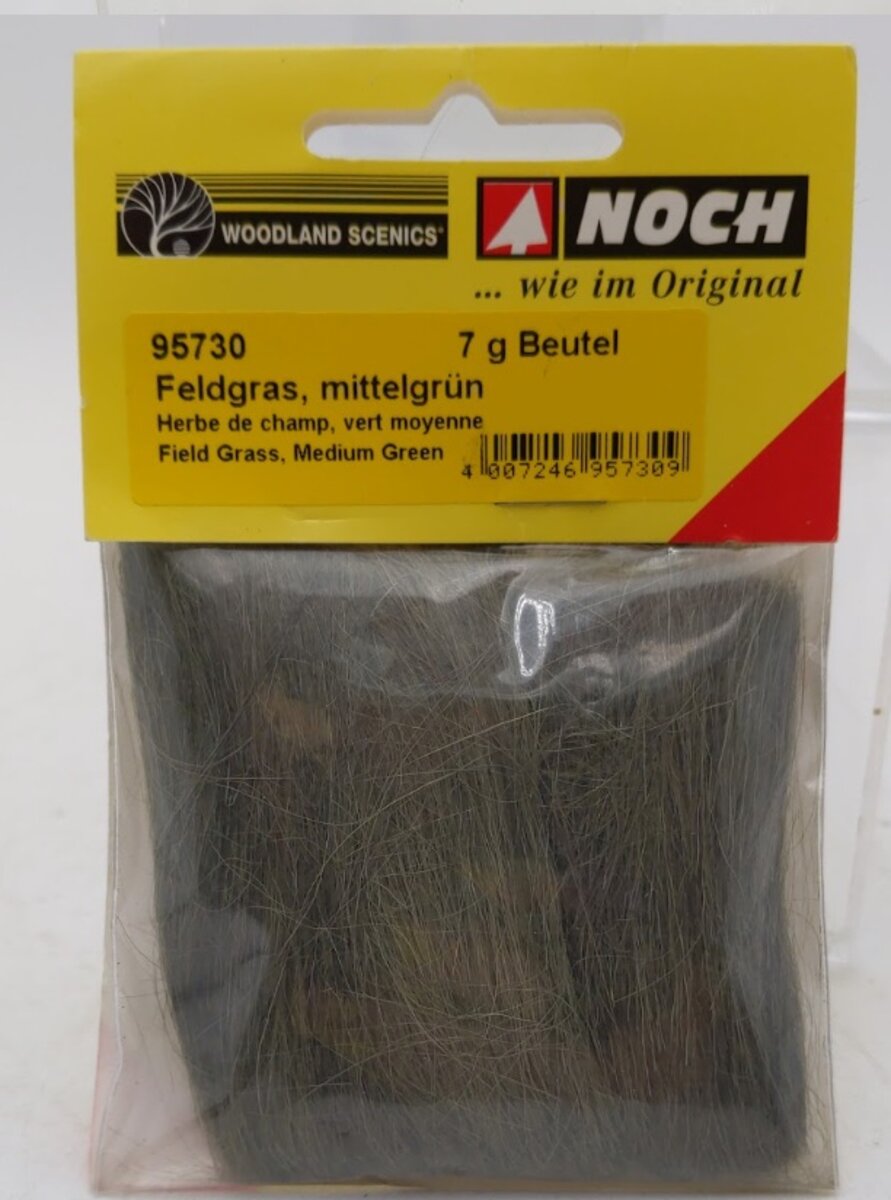 WOODLAND SCENICS®
NOCH
... wie im Original
95730 7 g Beutel
Feldgras, mittelgrün
Herbe de champ, vert moyenne
Field Grass, Medium Green
4 007246 957309